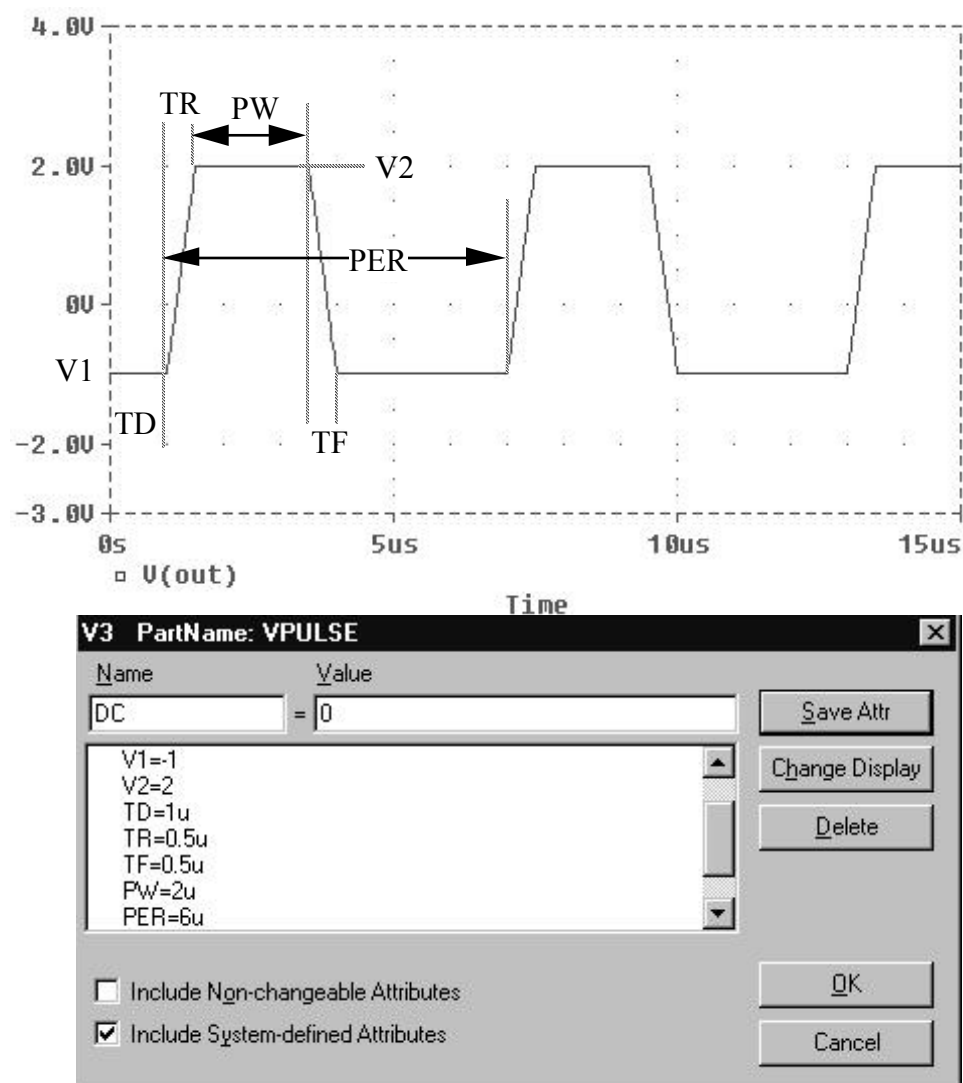 4.0V
TR PW
2.0V V2
PER
0V
V1
TD
TF
-2.0V
-3.0V
0s 5us 10us 15us
V(out)
Time
V3 PartName: VPULSE
Name Value
DC = 0 Save Attr
V1=-1
V2=2
TD=1u
TR=0.5u
TF=0.5u
PW=2u
PER=6u
Change Display
Delete
Include Non-changeable Attributes
Include System-defined Attributes
OK
Cancel